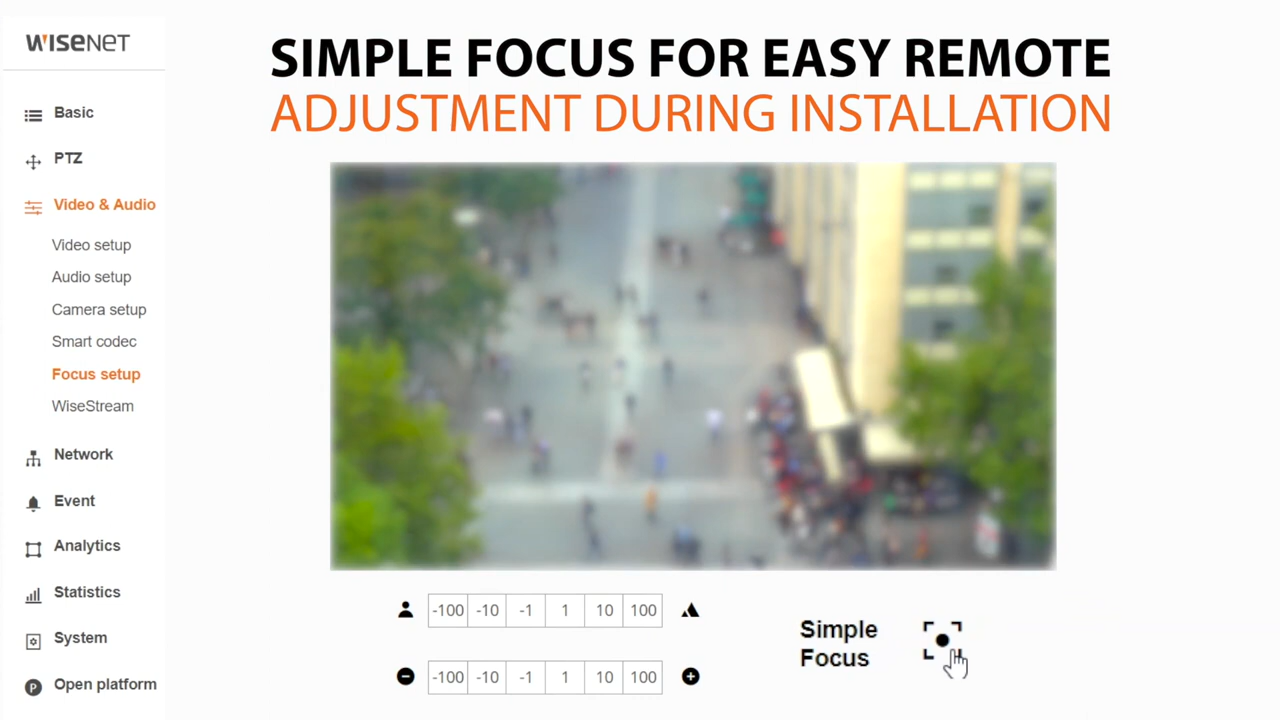 WISENET
SIMPLE FOCUS FOR EASY REMOTE
ADJUSTMENT DURING INSTALLATION
Basic
PTZ
Video & Audio
Video setup
Audio setup
Camera setup
Smart codec
Focus setup
WiseStream
Network
Event
Analytics
Statistics
System
P Open platform
-100 -10 -1 1 10 100
-100 -10 -1 1 10 100
Simple
Focus